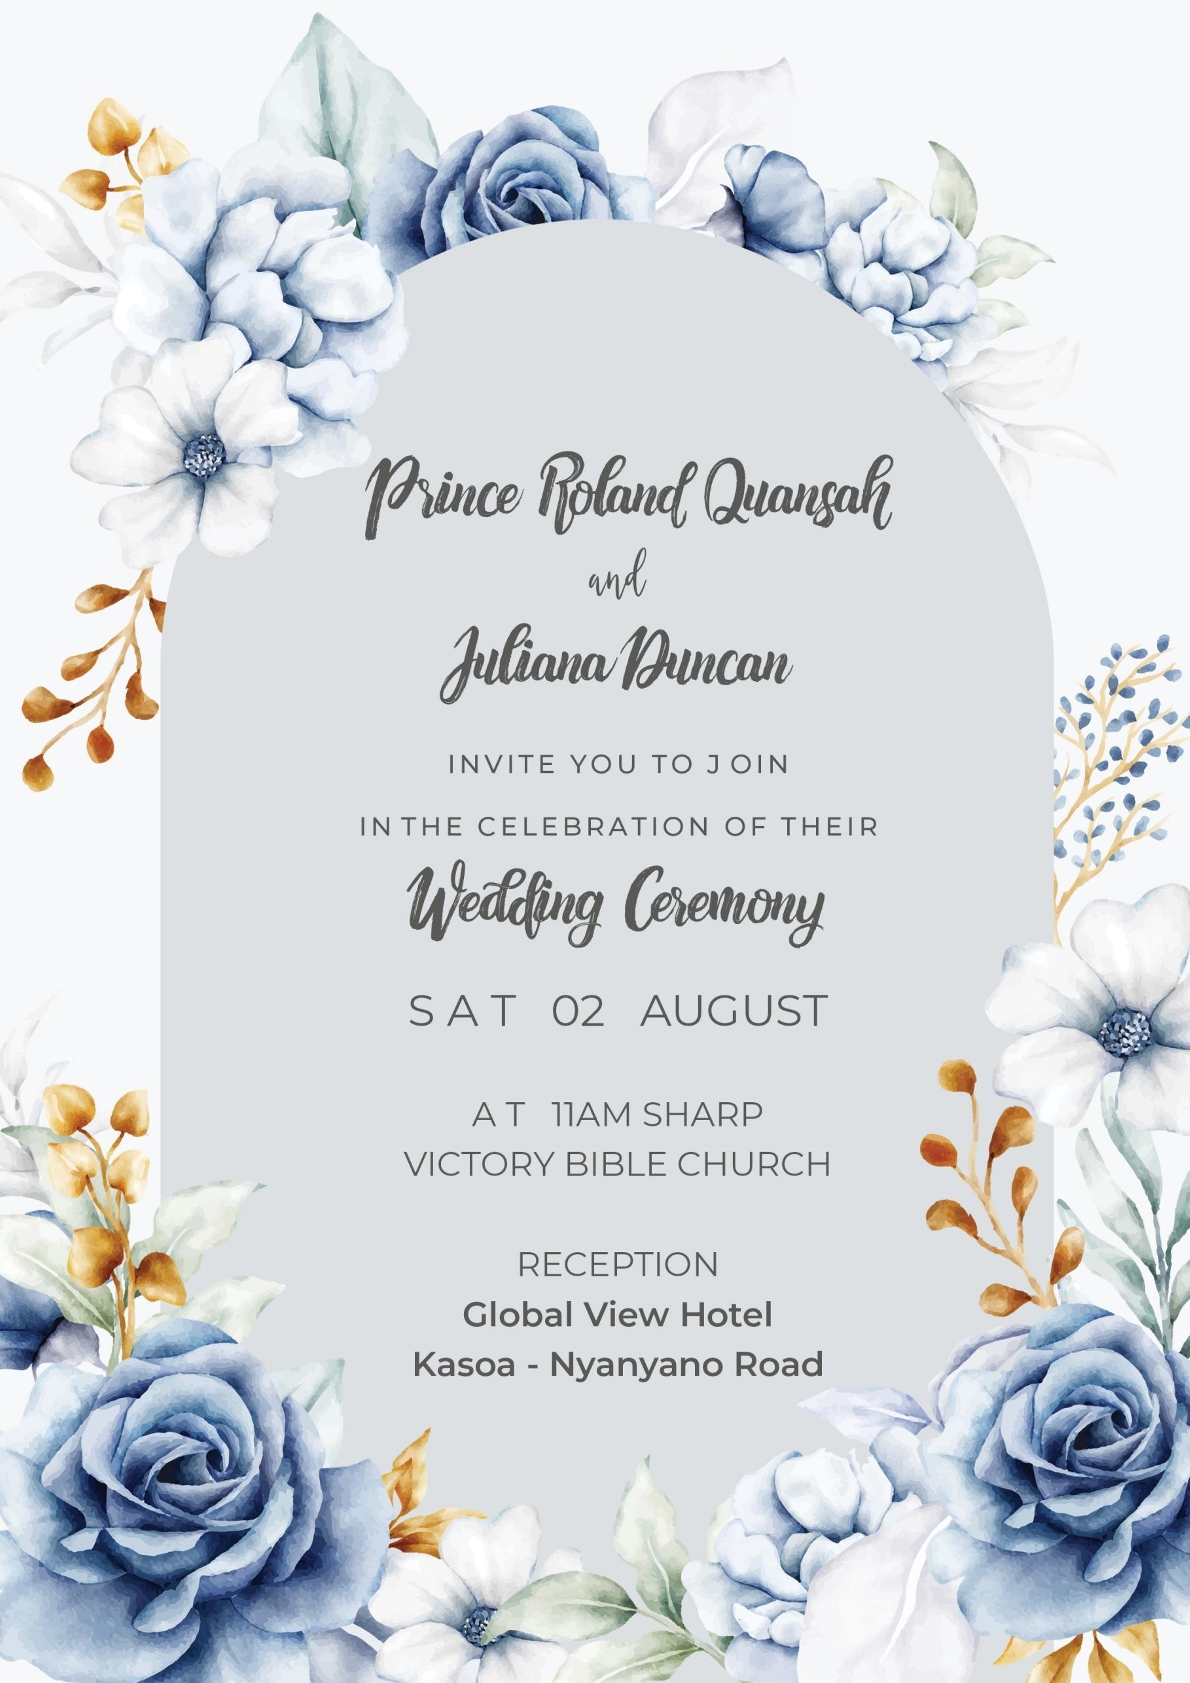 Prince Roland Quansah
and
Juliana Duncan
INVITE YOU TO JOIN
IN THE CELEBRATION OF THEIR
Wedding Ceremony
SAT 02 AUGUST
AT 11AM SHARP
VICTORY BIBLE CHURCH
RECEPTION
Global View Hotel
Kasoa - Nyanyano Road